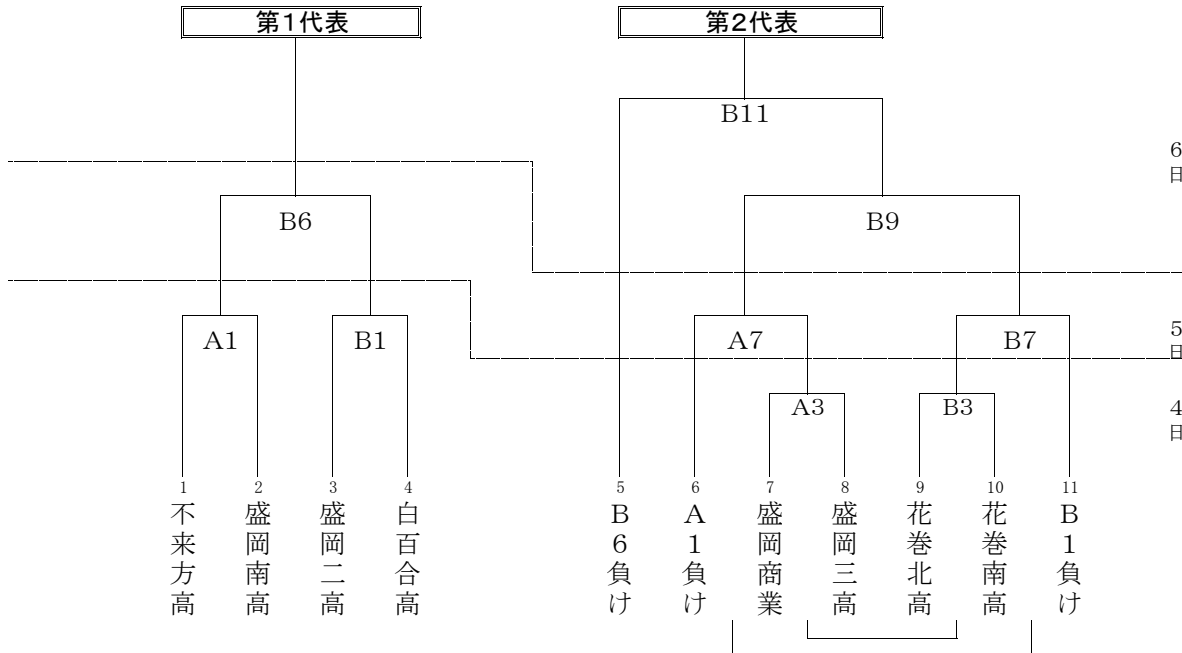 第1代表
第2代表
B11
6日
B6
B9
A1
B1
A7
B7
5日
A3
B3
4日
1
2
3
4
5
6
7
8
9
10
11
不来方高
盛岡南高
盛岡二高
白百合高
B6負け
A1負け
盛岡商業
盛岡三高
花巻北高
花巻南高
B1負け